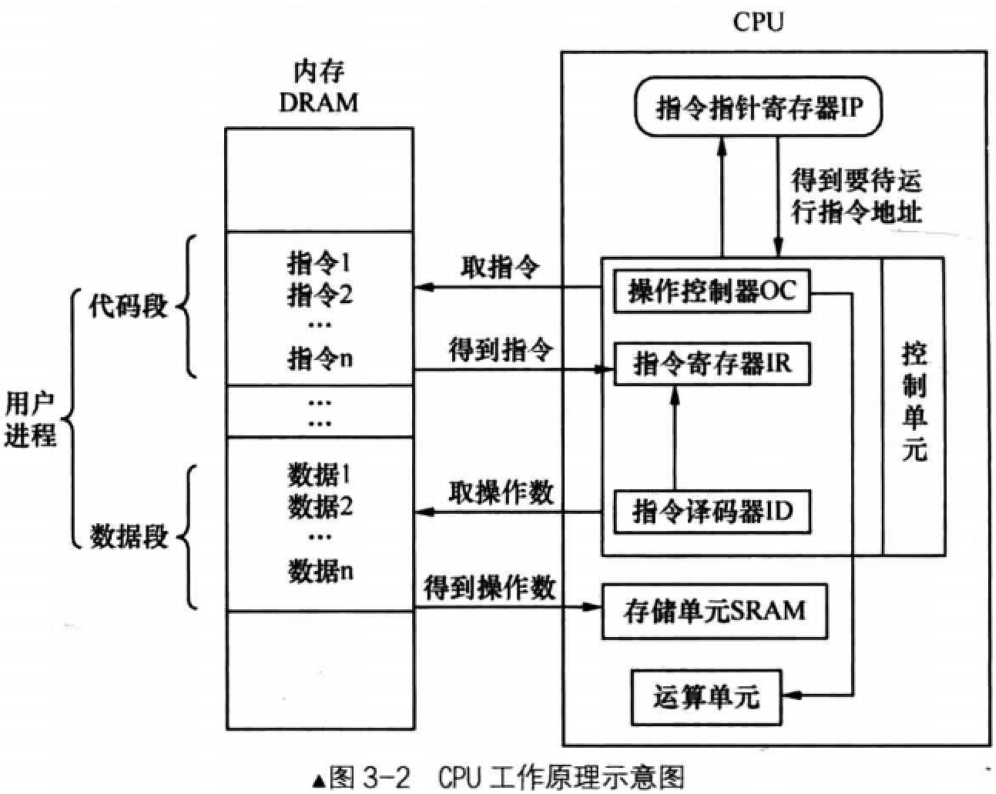 CPU
内存
DRAM
指令指针寄存器IP
得到要待运
行指令地址
指令1
指令2
...
指令n
代码段
取指令
操作控制器OC
得到指令
指令寄存器IR
控
制
单
元
用户
进程
...
...
数据1
数据2
...
数据n
数据段
取操作数
指令译码器ID
得到操作数
存储单元SRAM
运算单元
▲图 3-2 CPU 工作原理示意图